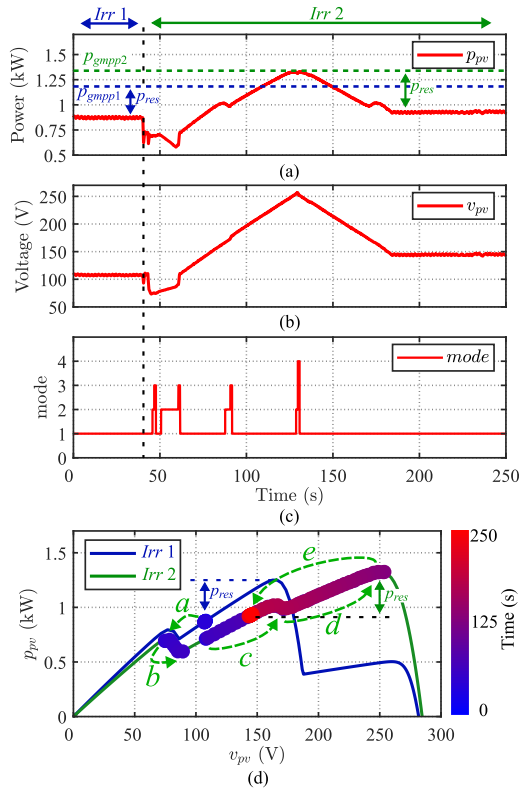 Irr 1
Irr 2
Power (kW)
1.5
1.25
1
0.75
0.5
p_gmpp2
p_gmpp1
p_res
p_res
p_pv
(a)
Voltage (V)
250
200
150
100
50
v_pv
(b)
mode
4
3
2
1
0
mode
0 50 100 150 200 250
Time (s)
(c)
p_pv (kW)
1.5
1
0.5
0
Irr 1
Irr 2
a
b
c
d
e
p_res
p_res
0 50 100 150 200 250 300
v_pv (V)
250
125
0
Time (s)
(d)